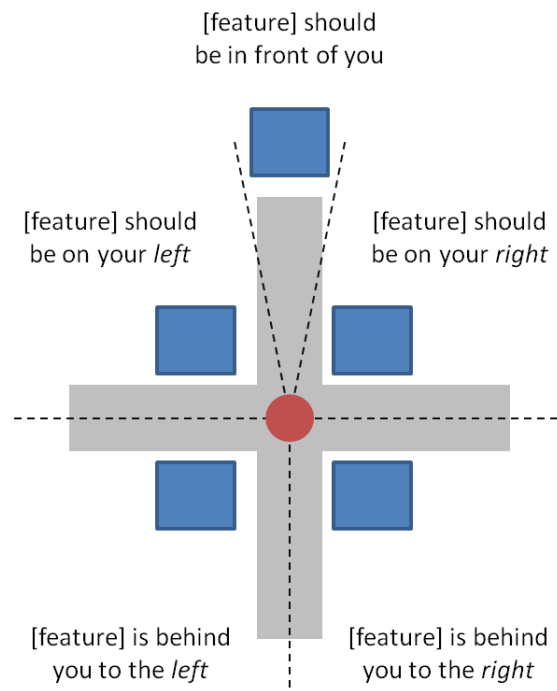 [feature] should
be in front of you
[feature] should
be on your left
[feature] should
be on your right
[feature] is behind
you to the left
[feature] is behind
you to the right